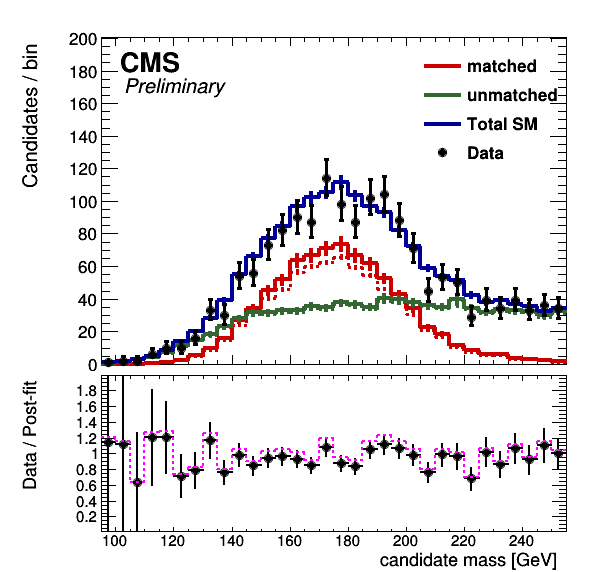 CMS
Preliminary
matched
unmatched
Total SM
Data
Candidates / bin
200
180
160
140
120
100
80
60
40
20
0
Data / Post-fit
1.8
1.6
1.4
1.2
1
0.8
0.6
0.4
0.2
100 120 140 160 180 200 220 240
candidate mass [GeV]